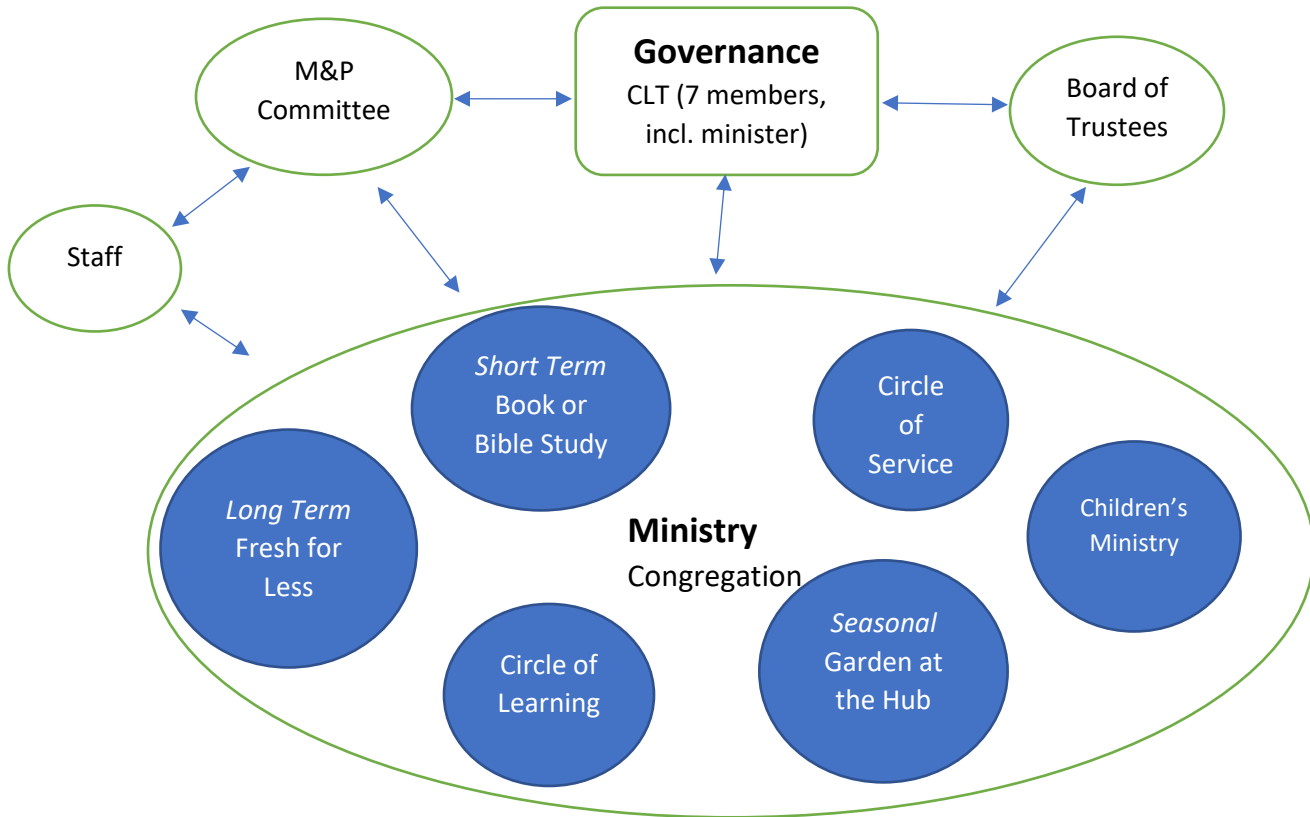 M&P
Committee
Governance
CLT (7 members,
incl. minister)
Board of
Trustees
Staff
Short Term
Book or
Bible Study
Circle
of
Service
Long Term
Fresh for
Less
Ministry
Congregation
Children’s
Ministry
Circle of
Learning
Seasonal
Garden at
the Hub